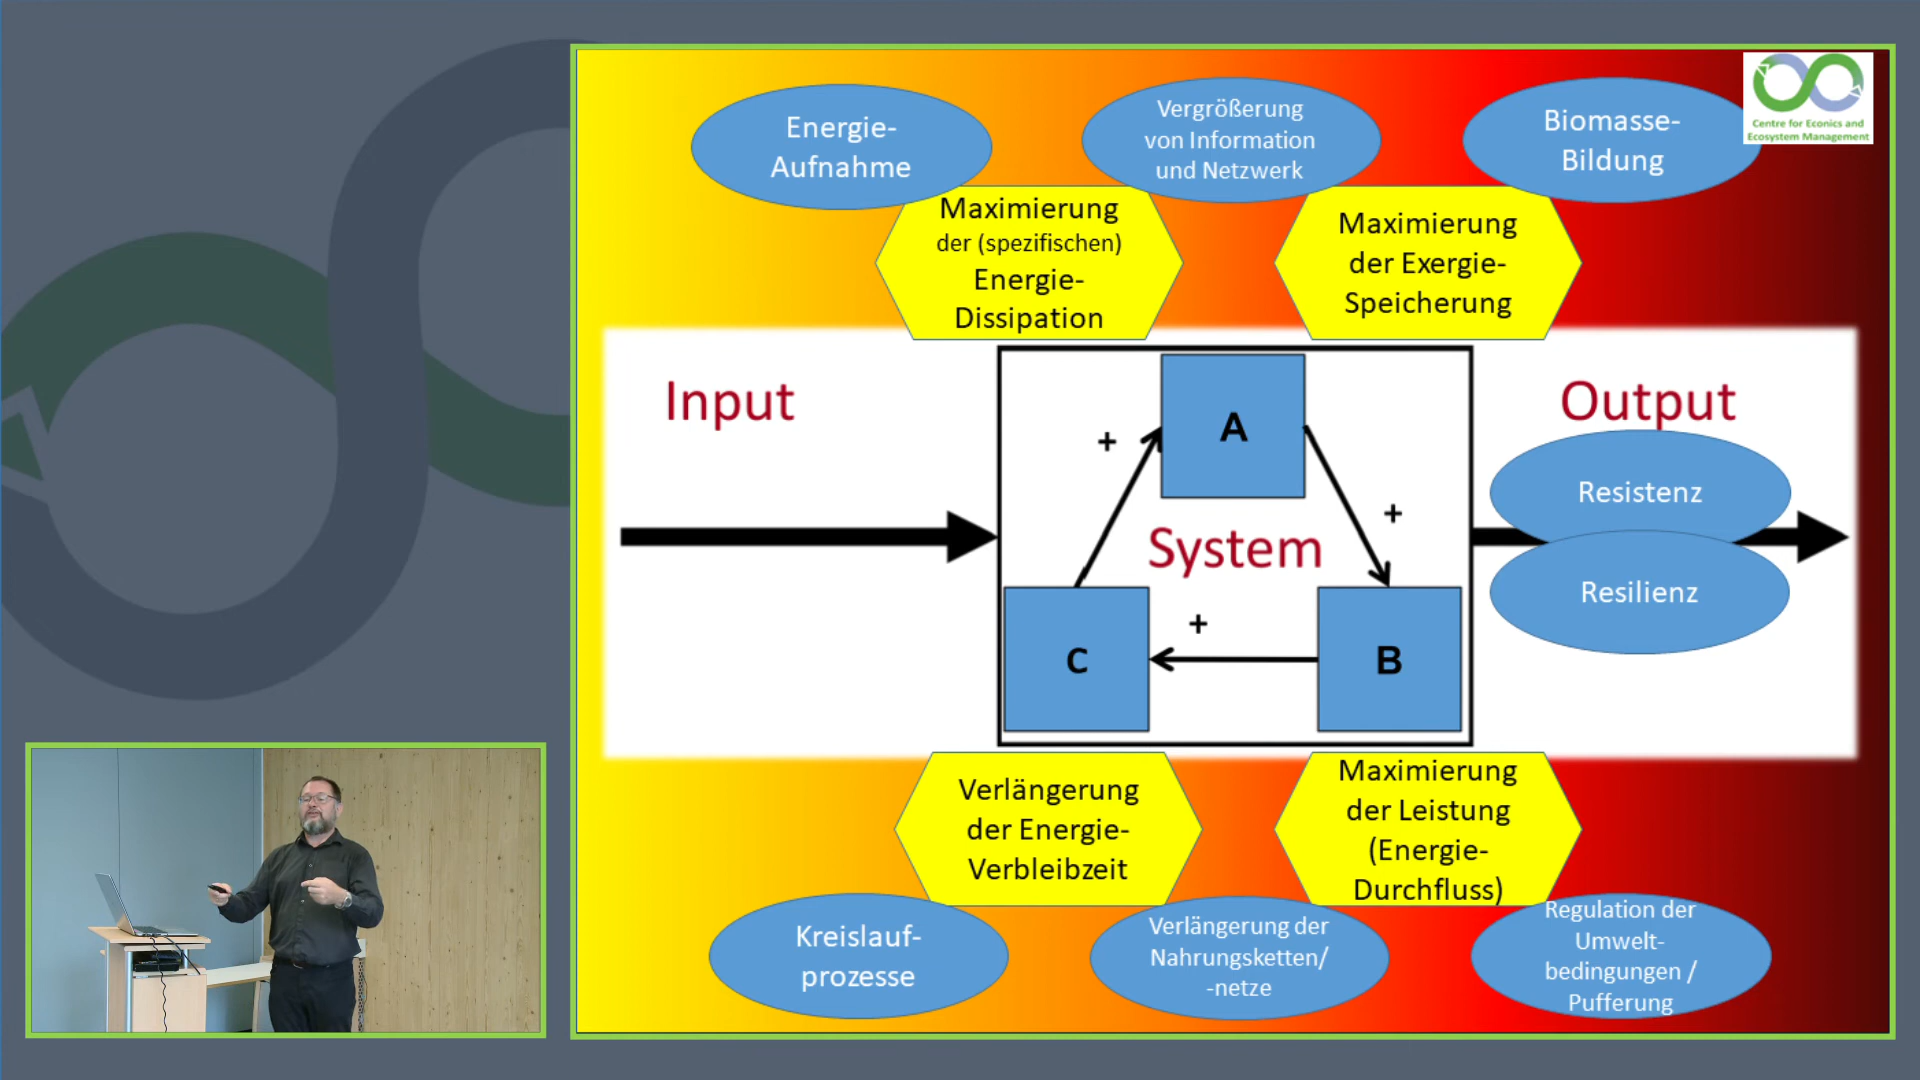 Energie-
Aufnahme
Vergrößerung
von Information
und Netzwerk
Biomasse-
Bildung
Centre for Econics and
Ecosystem Management
Maximierung
der (spezifischen)
Energie-
Dissipation
Maximierung
der Exergie-
Speicherung
Input
A
Output
+
+
System
Resistenz
Resilienz
+
C
B
Verlängerung
der Energie-
Verbleibzeit
Maximierung
der Leistung
(Energie-
Durchfluss)
Kreislauf-
prozesse
Verlängerung der
Nahrungsketten/
-netze
Regulation der
Umwelt-
bedingungen /
Pufferung